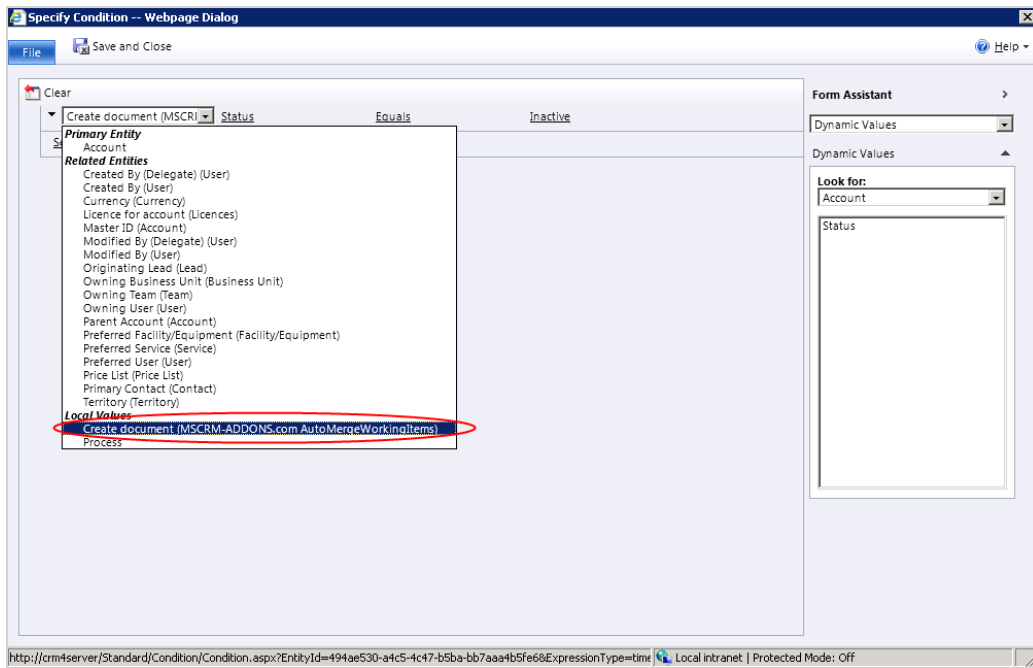 Specify Condition -- Webpage Dialog
File Save and Close Help
Clear
Create document (MSCRI Status Equals Inactive
Primary Entity
Account
Related Entities
Created By (Delegate) (User)
Created By (User)
Currency (Currency)
Licence for account (Licences)
Master ID (Account)
Modified By (Delegate) (User)
Modified By (User)
Originating Lead (Lead)
Owning Business Unit (Business Unit)
Owning Team (Team)
Owning User (User)
Parent Account (Account)
Preferred Facility/Equipment (Facility/Equipment)
Preferred Service (Service)
Preferred User (User)
Price List (Price List)
Primary Contact (Contact)
Territory (Territory)
Local Values
Create document (MSCRM-ADDONS.com AutoMergeWorkingItems)
Process
Form Assistant
Dynamic Values
Dynamic Values
Look for:
Account
Status
http://crm4server/Standard/Condition/Condition.aspx?EntityId=494ae530-a4c5-4c47-b5ba-bb7aaa4b5fe6&ExpressionType=time Local intranet | Protected Mode: Off